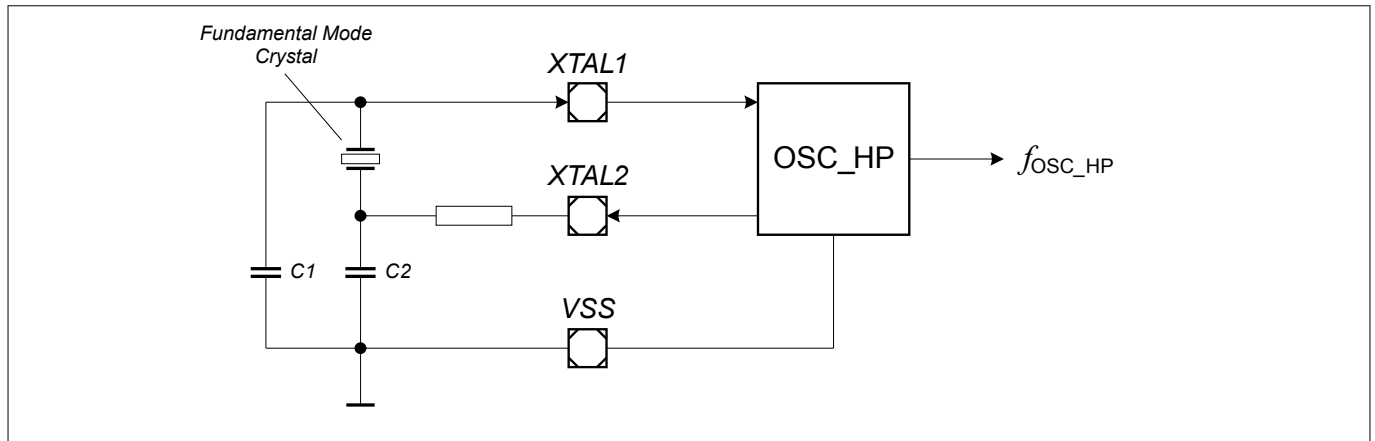 Fundamental Mode
Crystal
XTAL1
OSC_HP
fOSC_HP
XTAL2
C1
C2
VSS